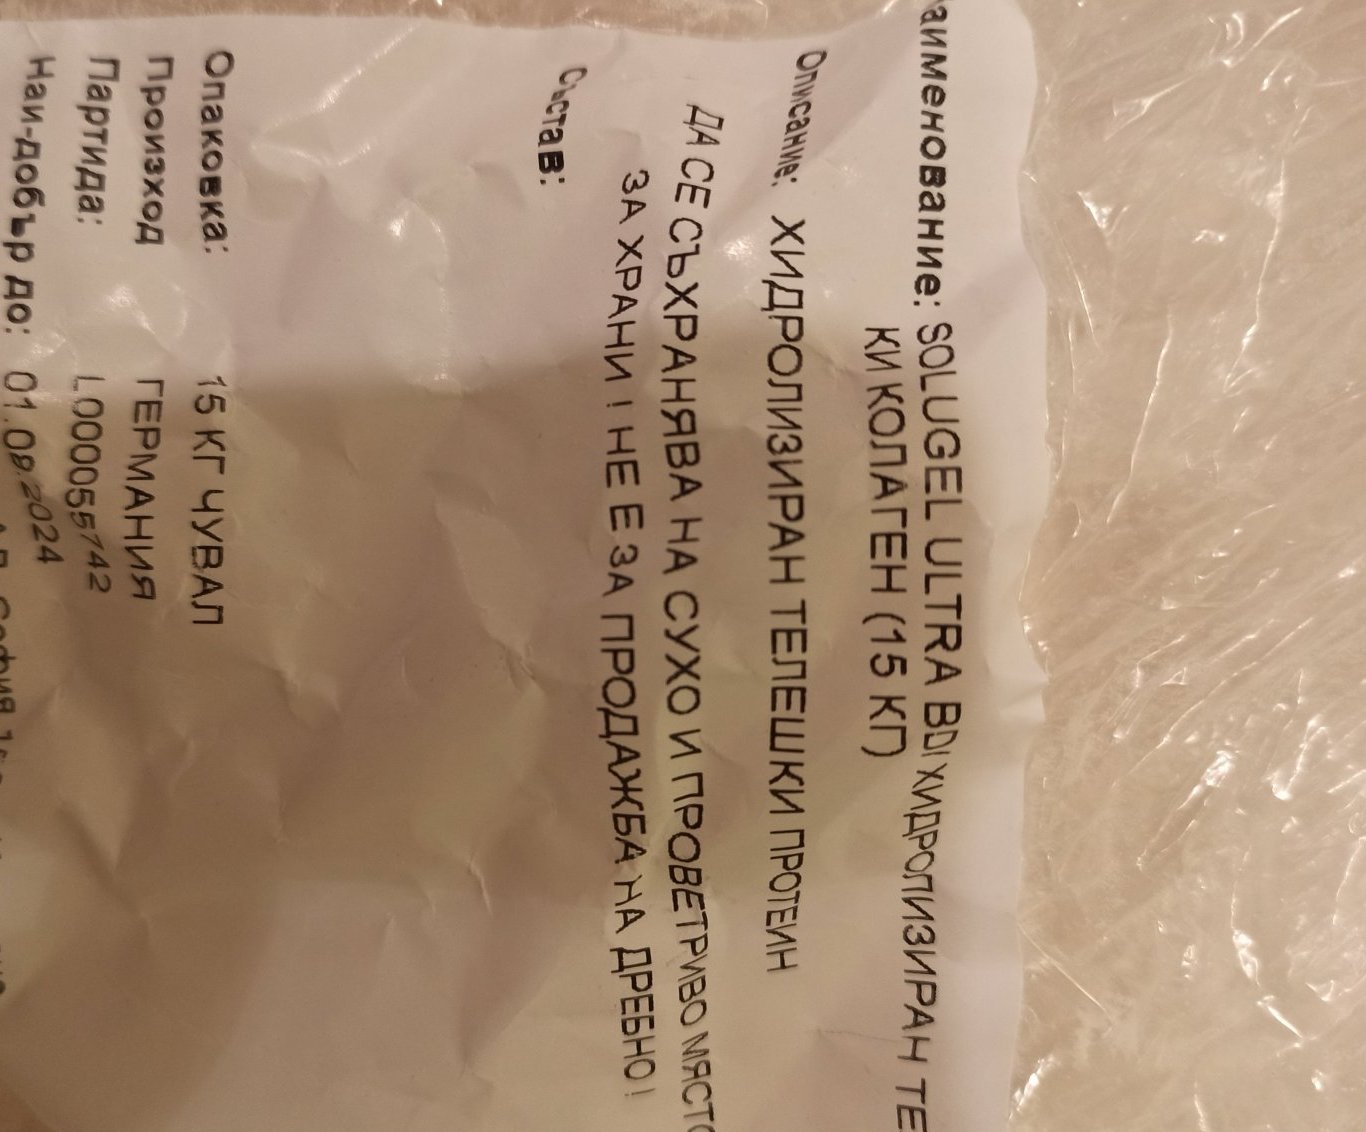 аименование: SOLUGEL ULTRA BDI ХИДРОЛИЗИРАН ТЕ
КИ КОЛАГЕН (15 КГ)
Описание: ХИДРОЛИЗИРАН ТЕЛЕШКИ ПРОТЕИН
ДА СЕ СЪХРАНЯВА НА СУХО И ПРОВЕТРИВО МЯСТО
ЗА ХРАНИ ! НЕ Е ЗА ПРОДАЖБА НА ДРЕБНО!
Състав:
Опаковка: 15 КГ ЧУВАЛ
Произход ГЕРМАНИЯ
Партида: L000055742
Наи-добър до: 01.08.2024